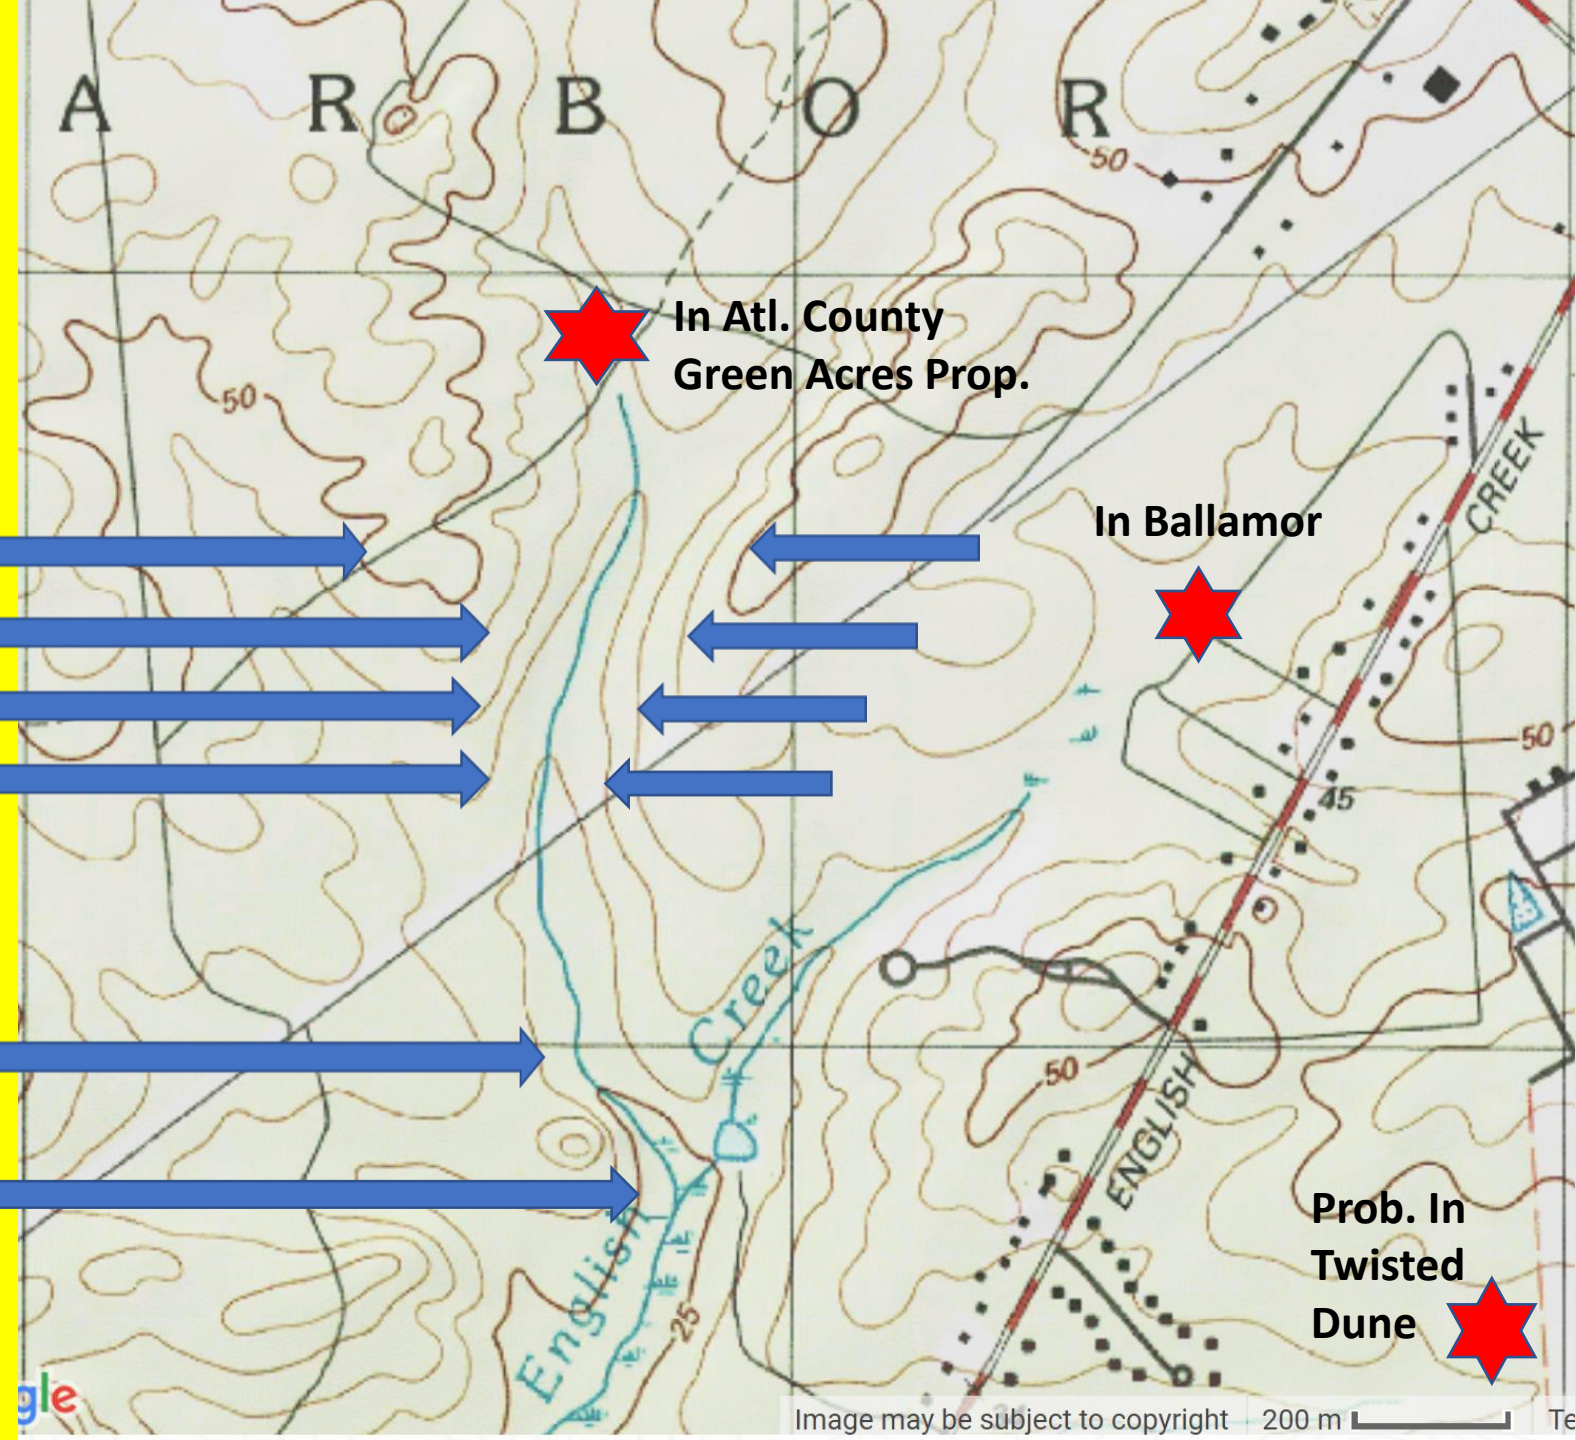 A R B O R
50
In Atl. County
Green Acres Prop.
50
CREEK
In Ballamor
50
45
Creek
50
ENGLISH
Prob. In
Twisted
Dune
English
25
gle
Image may be subject to copyright 200 m Te